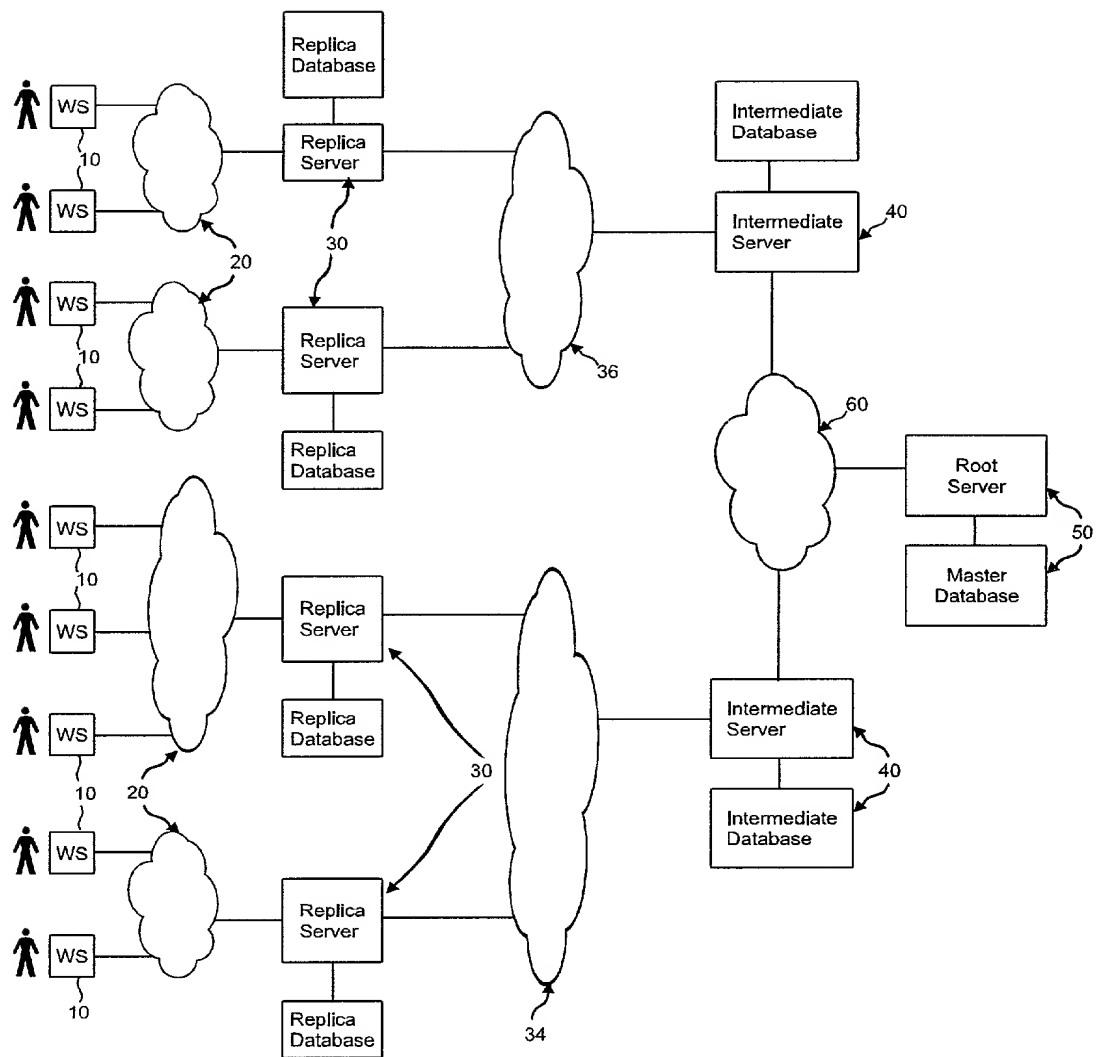 Replica
Database
WS
10
WS
Replica
Server
20
30
Intermediate
Database
Intermediate
Server
40
WS
10
WS
Replica
Server
Replica
Database
36
60
Root
Server
50
Master
Database
WS
10
WS
WS
10
WS
WS
10
20
Replica
Server
Replica
Database
30
Replica
Server
Replica
Database
34
Intermediate
Server
40
Intermediate
Database